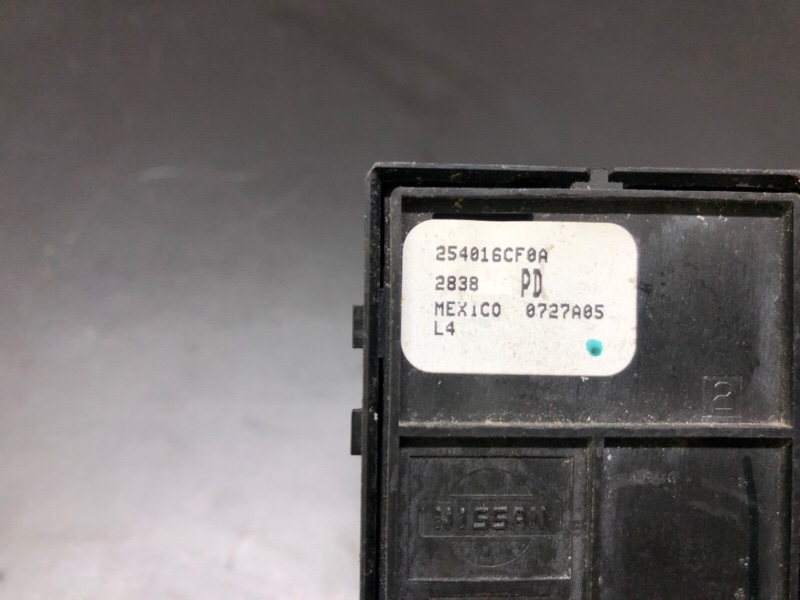 254016CF0A
2838 PD
MEXICO 0727A05
L4
2
NISSAN